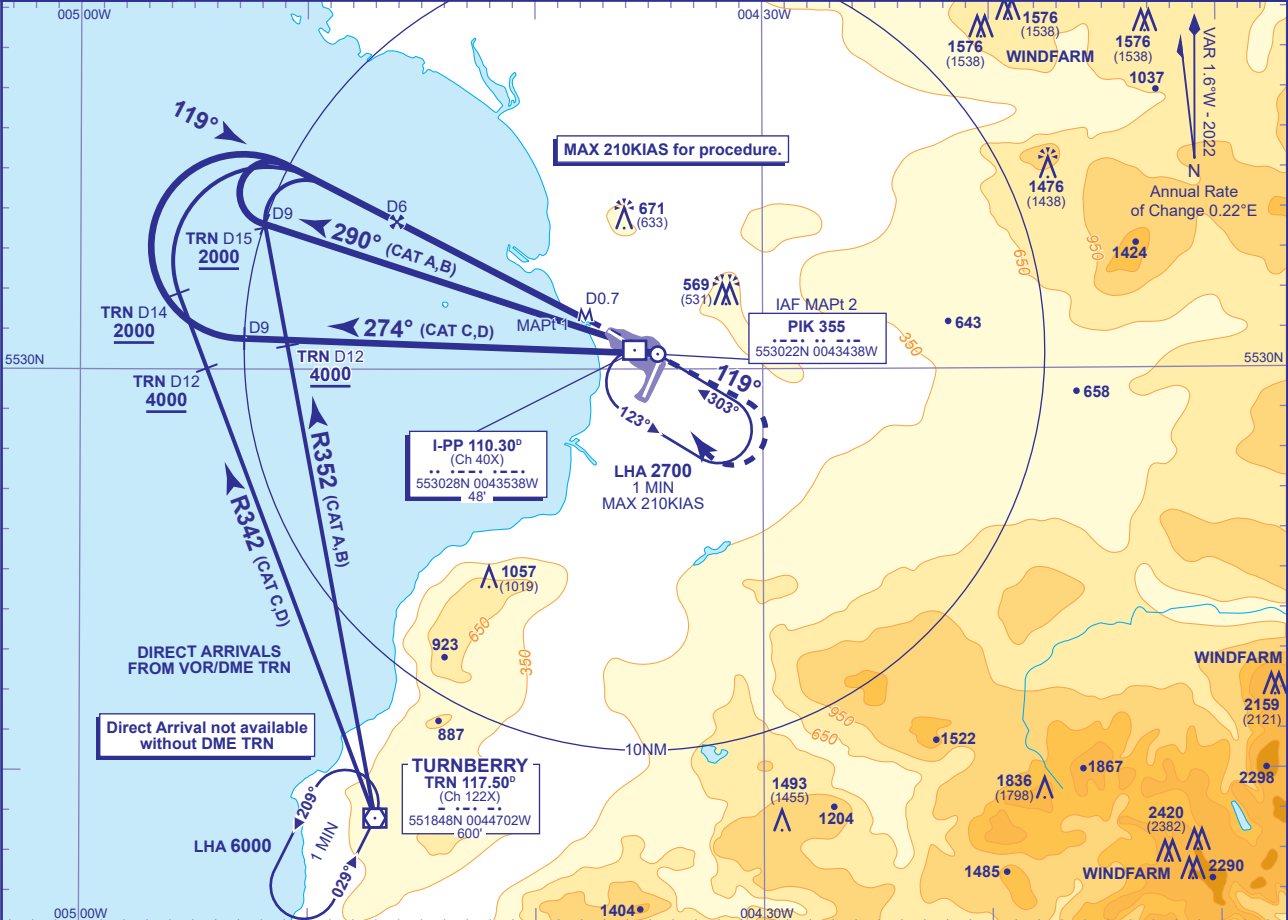 005 00W
004 30W
1576
(1538)
1576
(1538)
1576
(1538)
WINDFARM
1037
VAR 1.6°W - 2022
N
Annual Rate
of Change 0.22°E
119°
MAX 210KIAS for procedure.
1476
(1438)
D6
D9
671
(633)
290° (CAT A,B)
TRN D15
2000
650
950
1424
569
(531)
D0.7
IAF MAPt 2
MAPt 1
PIK 355
553022N 0043438W
TRN D14
2000
D9
274° (CAT C,D)
643
350
5530N
5530N
TRN D12
4000
TRN D12
4000
119°
303°
123°
658
I-PP 110.30ᴰ
(Ch 40X)
553028N 0043538W
48'
LHA 2700
1 MIN
MAX 210KIAS
R352 (CAT A,B)
R342 (CAT C,D)
1057
(1019)
650
923
350
DIRECT ARRIVALS
FROM VOR/DME TRN
WINDFARM
2159
(2121)
Direct Arrival not available
without DME TRN
887
950
650
1522
10NM
TURNBERRY
TRN 117.50ᴰ
(Ch 122X)
551848N 0044702W
600'
1493
(1455)
1204
1836
(1798)
1867
2298
209°
1 MIN
029°
LHA 6000
2420
(2382)
WINDFARM
2290
1485
1404
005 00W
004 30W